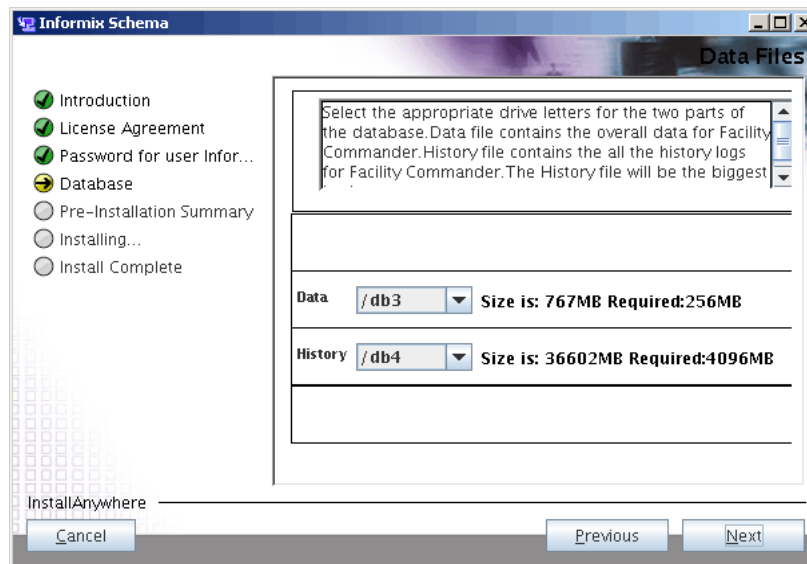 Informix Schema
Data Files
Introduction
License Agreement
Password for user Infor...
Database
Pre-Installation Summary
Installing...
Install Complete
Select the appropriate drive letters for the two parts of
the database.Data file contains the overall data for Facility
Commander.History file contains the all the history logs
for Facility Commander.The History file will be the biggest
Data /db3 Size is: 767MB Required:256MB
History /db4 Size is: 36602MB Required:4096MB
InstallAnywhere
Cancel Previous Next